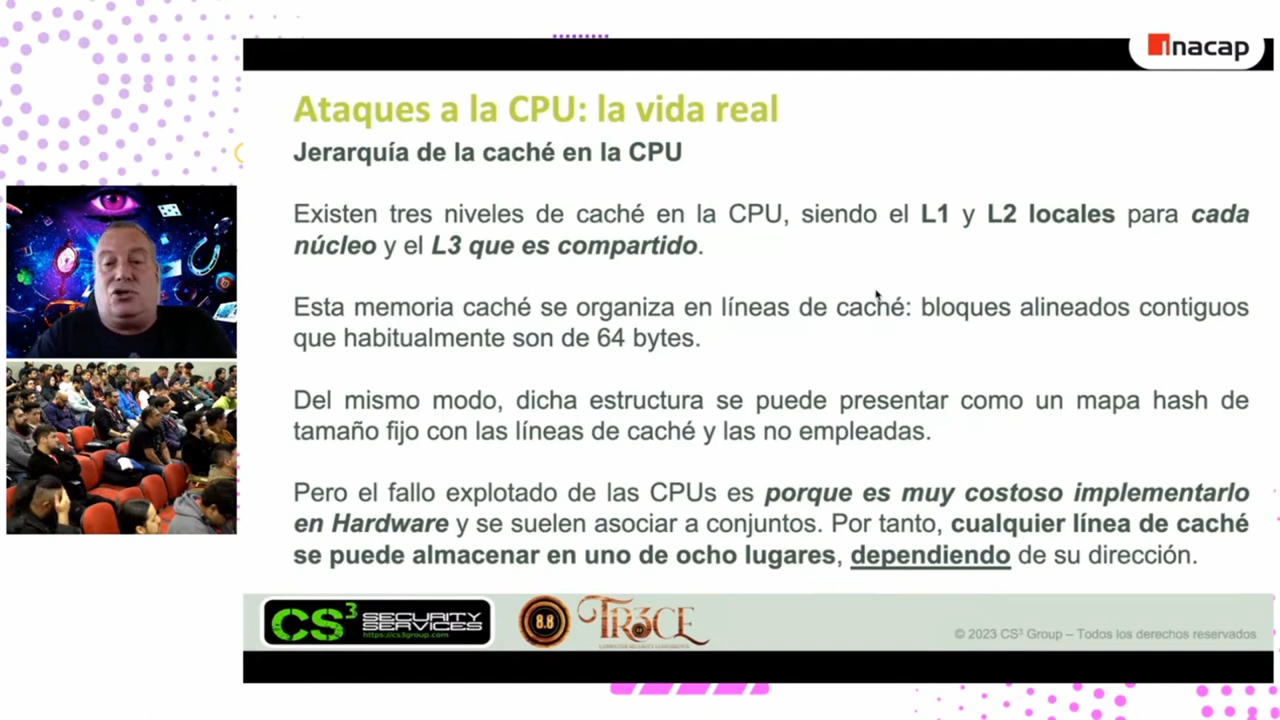 inacap
Ataques a la CPU: la vida real
Jerarquía de la caché en la CPU
Existen tres niveles de caché en la CPU, siendo el L1 y L2 locales para cada
núcleo y el L3 que es compartido.
Esta memoria caché se organiza en líneas de caché: bloques alineados contiguos
que habitualmente son de 64 bytes.
Del mismo modo, dicha estructura se puede presentar como un mapa hash de
tamaño fijo con las líneas de caché y las no empleadas.
Pero el fallo explotado de las CPUs es porque es muy costoso implementarlo
en Hardware y se suelen asociar a conjuntos. Por tanto, cualquier línea de caché
se puede almacenar en uno de ocho lugares, dependiendo de su dirección.
CS3 SECURITY
SERVICES
https://cs3group.com
8.8
TR3CE
© 2023 CS3 Group – Todos los derechos reservados